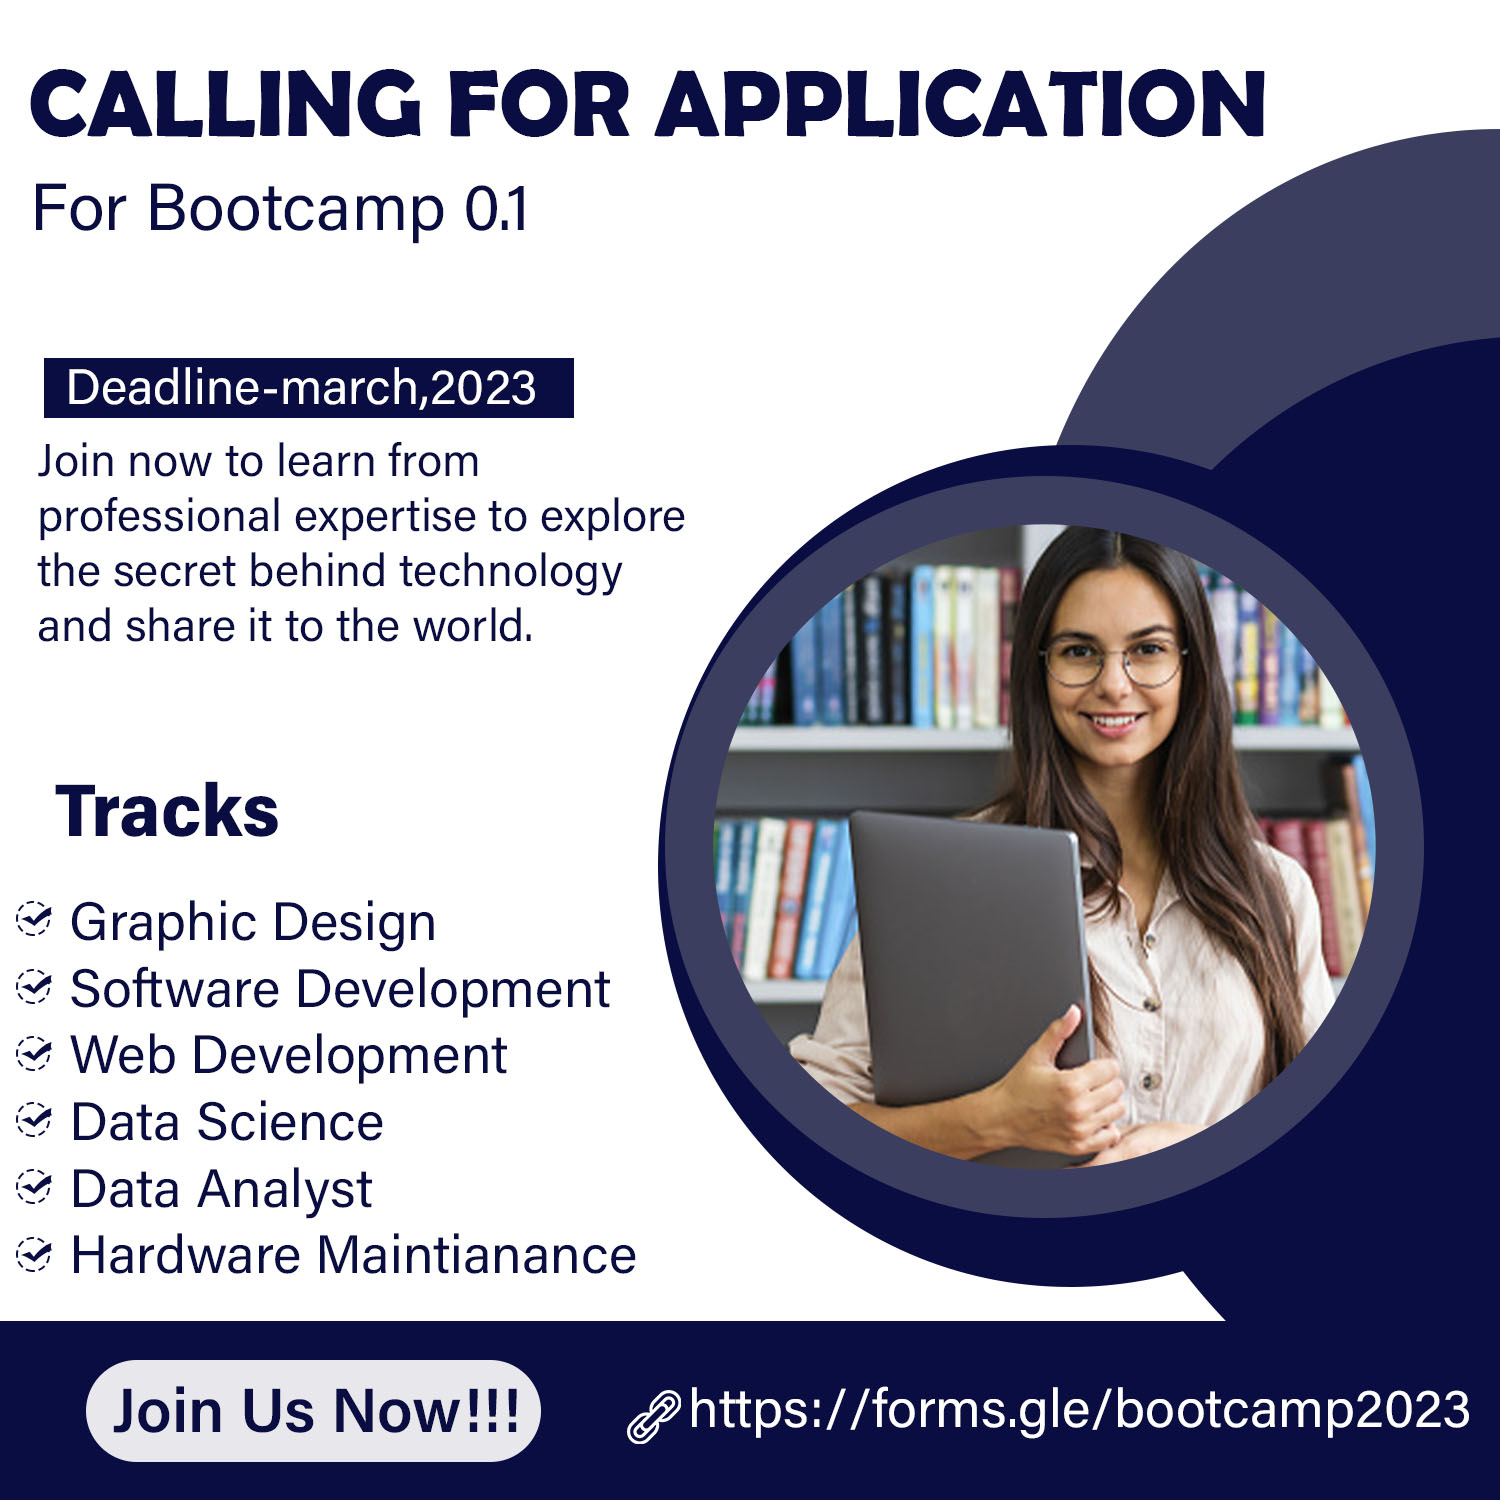 CALLING FOR APPLICATION
For Bootcamp 0.1
Deadline-march,2023
Join now to learn from
professional expertise to explore
the secret behind technology
and share it to the world.
Tracks
Graphic Design
Software Development
Web Development
Data Science
Data Analyst
Hardware Maintianance
Join Us Now!!!
https://forms.gle/bootcamp2023